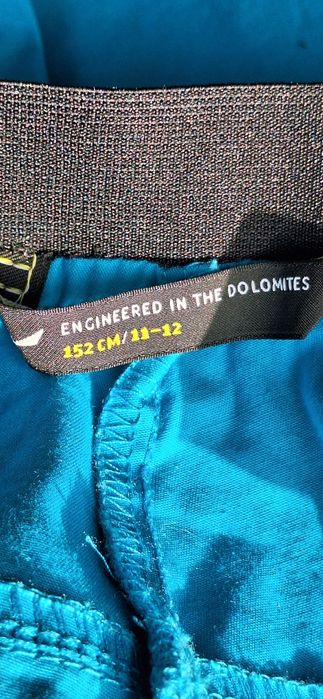 ENGINEERED IN THE DOLOMITES
152 CM/11-12